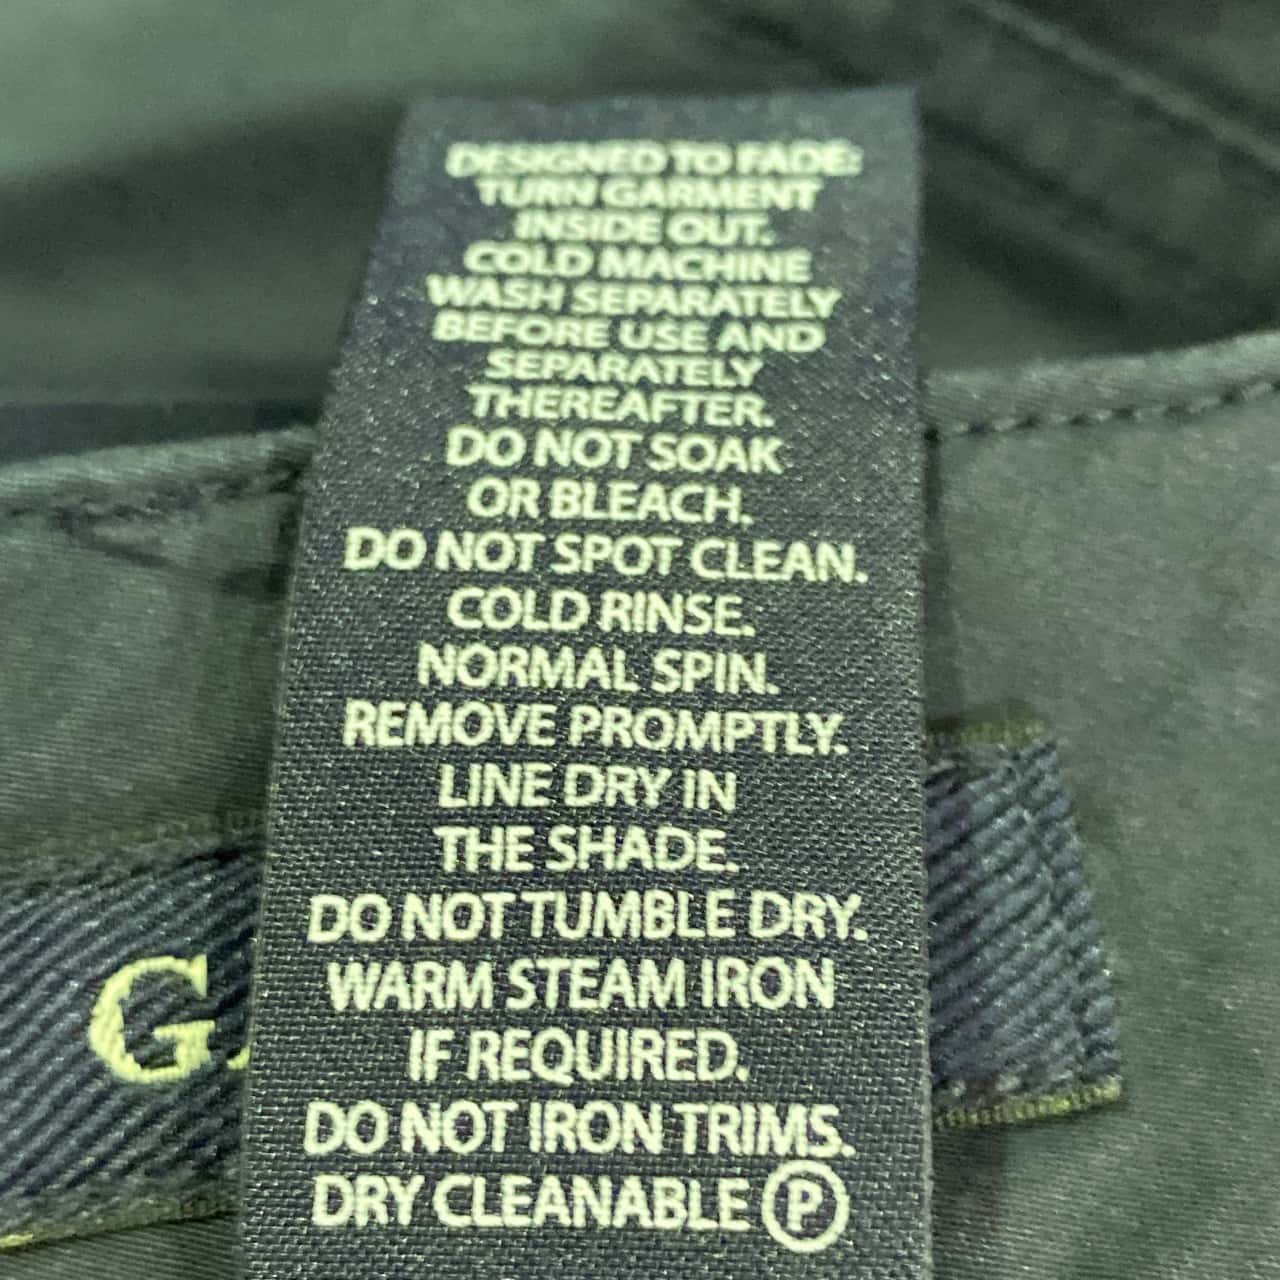 DESIGNED TO FADE:
TURN GARMENT
INSIDE OUT.
COLD MACHINE
WASH SEPARATELY
BEFORE USE AND
SEPARATELY
THEREAFTER.
DO NOT SOAK
OR BLEACH.
DO NOT SPOT CLEAN.
COLD RINSE.
NORMAL SPIN.
REMOVE PROMPTLY.
LINE DRY IN
THE SHADE.
DO NOT TUMBLE DRY.
WARM STEAM IRON
IF REQUIRED.
DO NOT IRON TRIMS.
DRY CLEANABLE P